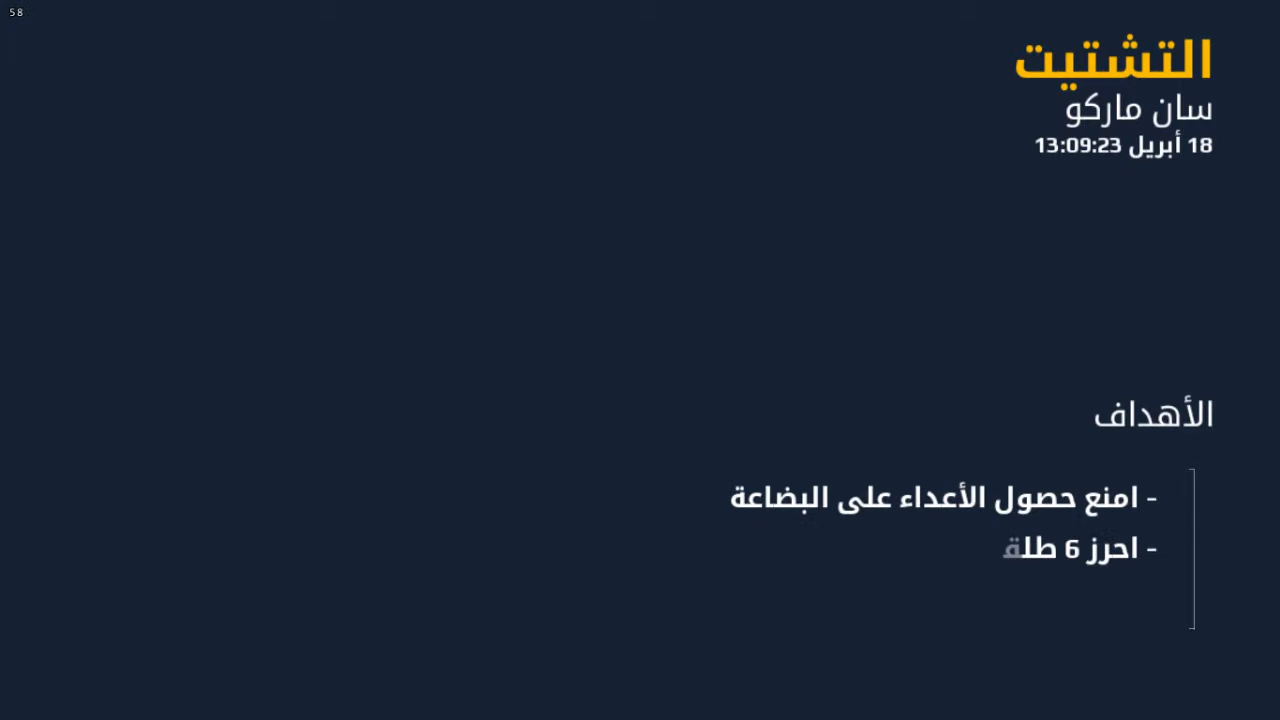 58
التشتيت
سان ماركو
18 أبريل 13:09:23
الأهداف
- امنع حصول الأعداء على البضاعة
- احرز 6 طلق